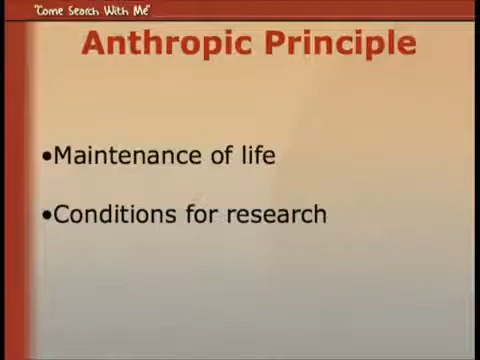 "Come Search With Me"
Anthropic Principle
•Maintenance of life
•Conditions for research